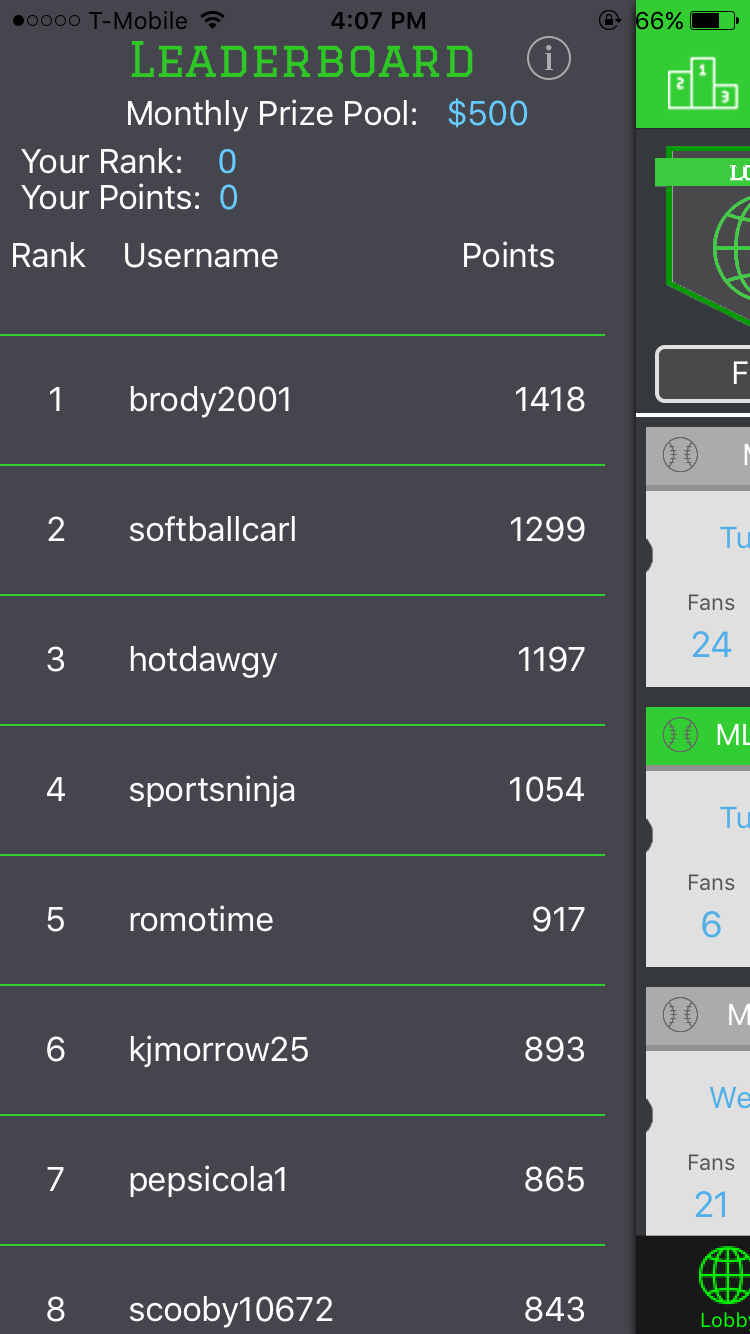 T-Mobile 4:07 PM 66%
LEADERBOARD i
Monthly Prize Pool: $500
Your Rank: 0
Your Points: 0
Rank Username Points
1 brody2001 1418
2 softballcarl 1299
3 hotdawgy 1197
4 sportsninja 1054
5 romotime 917
6 kjmorrow25 893
7 pepsicola1 865
8 scooby10672 843
2 1 3
LO
F
M
Tu
Fans
24
ML
Tu
Fans
6
M
We
Fans
21
Lobby